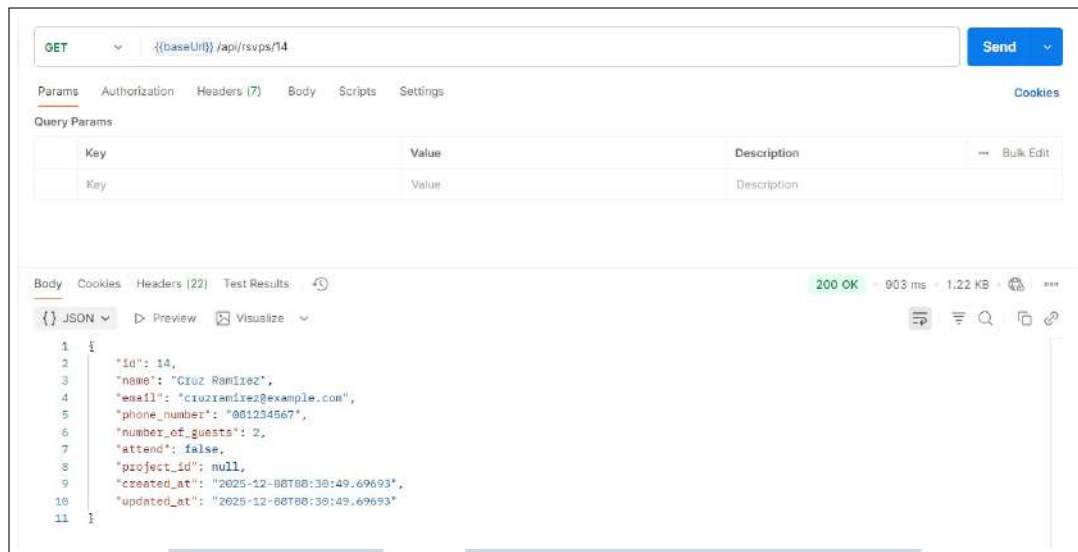 GET {{baseUrl}} /api/rsvps/14 Send
Params Authorization Headers (7) Body Scripts Settings Cookies
Query Params
Key Value Description Bulk Edit
Key Value Description
Body Cookies Headers (22) Test Results 200 OK 903 ms 1.22 KB
{} JSON Preview Visualize
1 {
2 "id": 14,
3 "name": "Cruz Ramirez",
4 "email": "cruzramirez@example.com",
5 "phone_number": "081234567",
6 "number_of_guests": 2,
7 "attend": false,
8 "project_id": null,
9 "created_at": "2025-12-08T08:30:49.69693",
10 "updated_at": "2025-12-08T08:30:49.69693"
11 }